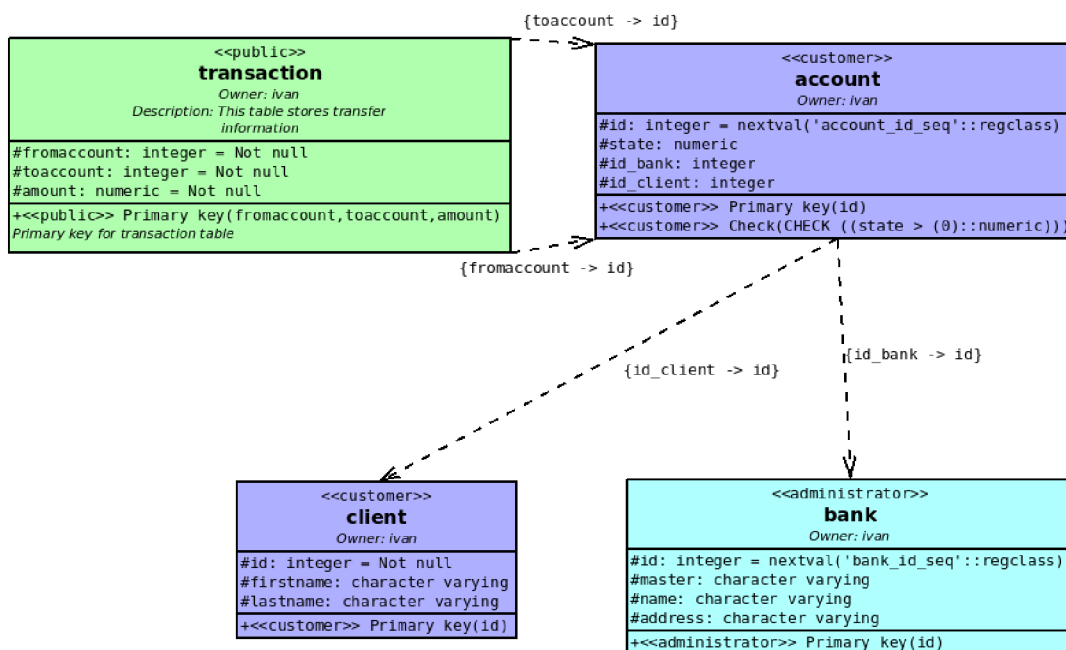 {toaccount -> id}
<<public>>
transaction
Owner: ivan
Description: This table stores transfer
information
#fromaccount: integer = Not null
#toaccount: integer = Not null
#amount: numeric = Not null
+<<public>> Primary key(fromaccount,toaccount,amount)
Primary key for transaction table
<<customer>>
account
Owner: ivan
#id: integer = nextval('account_id_seq'::regclass)
#state: numeric
#id_bank: integer
#id_client: integer
+<<customer>> Primary key(id)
+<<customer>> Check(CHECK ((state > (0)::numeric)))
{fromaccount -> id}
{id_client -> id}
{id_bank -> id}
<<customer>>
client
Owner: ivan
#id: integer = Not null
#firstname: character varying
#lastname: character varying
+<<customer>> Primary key(id)
<<administrator>>
bank
Owner: ivan
#id: integer = nextval('bank_id_seq'::regclass)
#master: character varying
#name: character varying
#address: character varying
+<<administrator>> Primary key(id)